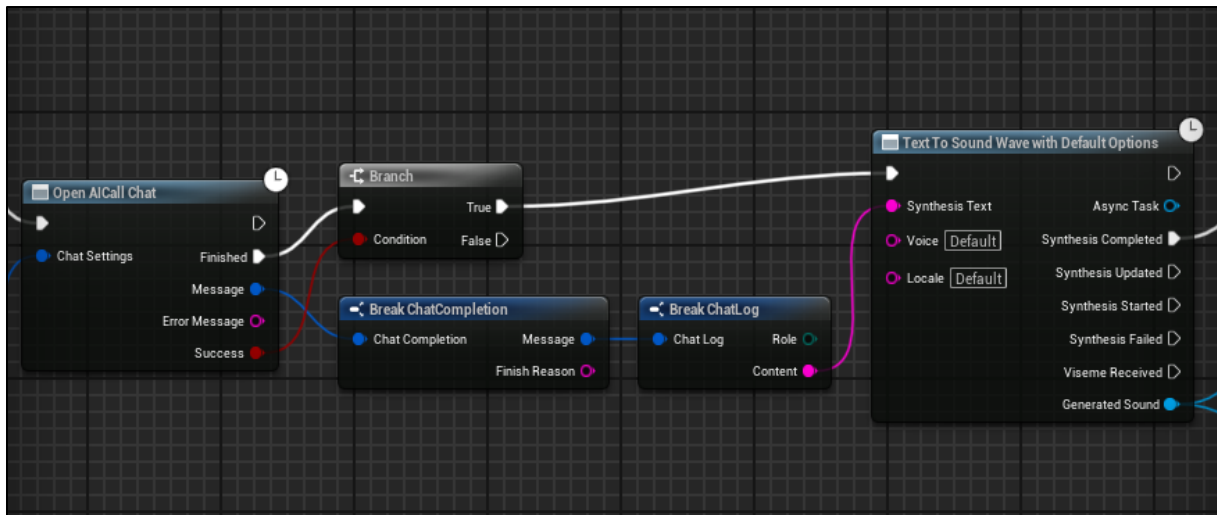 Open AICall Chat
Chat Settings
Finished
Message
Error Message
Success
Branch
True
Condition
False
Break ChatCompletion
Chat Completion
Message
Finish Reason
Break ChatLog
Chat Log
Role
Content
Text To Sound Wave with Default Options
Synthesis Text
Async Task
Voice Default
Synthesis Completed
Locale Default
Synthesis Updated
Synthesis Started
Synthesis Failed
Viseme Received
Generated Sound